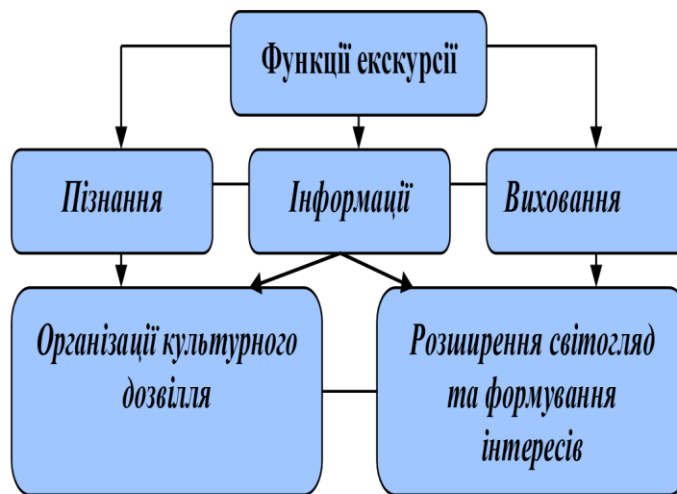 Функції екскурсії
Пізнання
Інформації
Виховання
Організації культурного
дозвілля
Розширення світогляд
та формування
інтересів